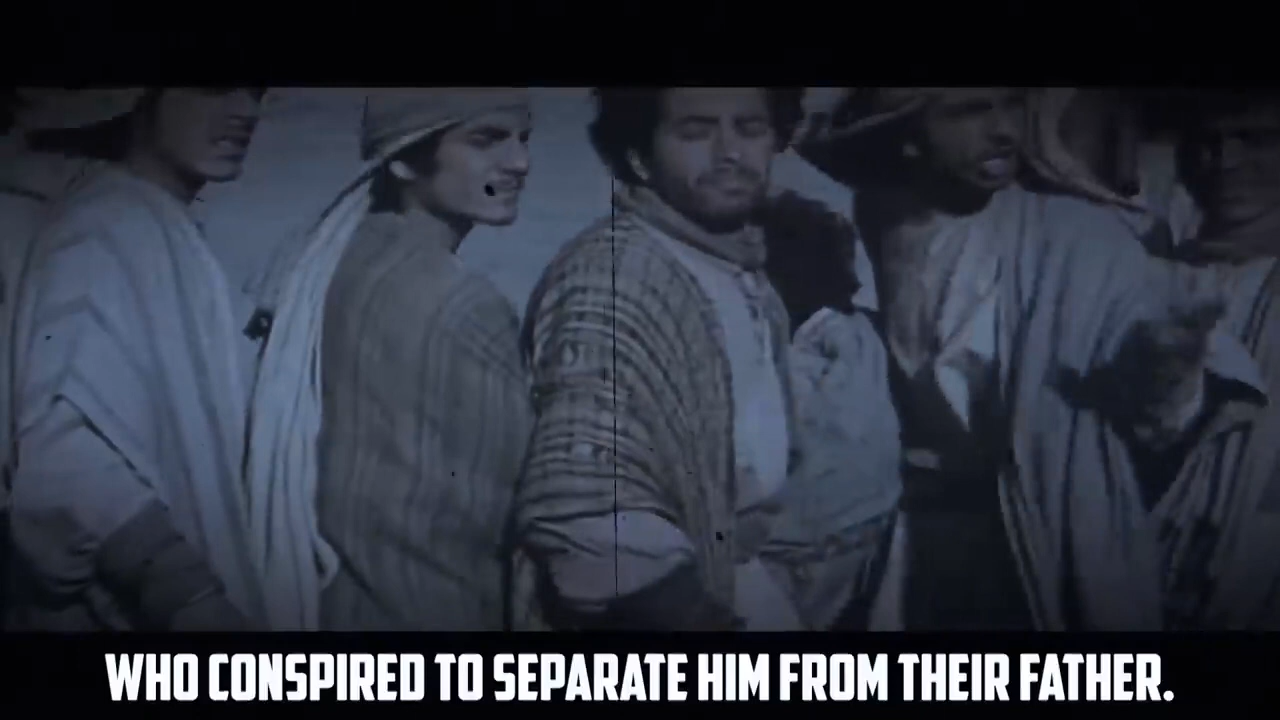 WHO CONSPIRED TO SEPARATE HIM FROM THEIR FATHER.